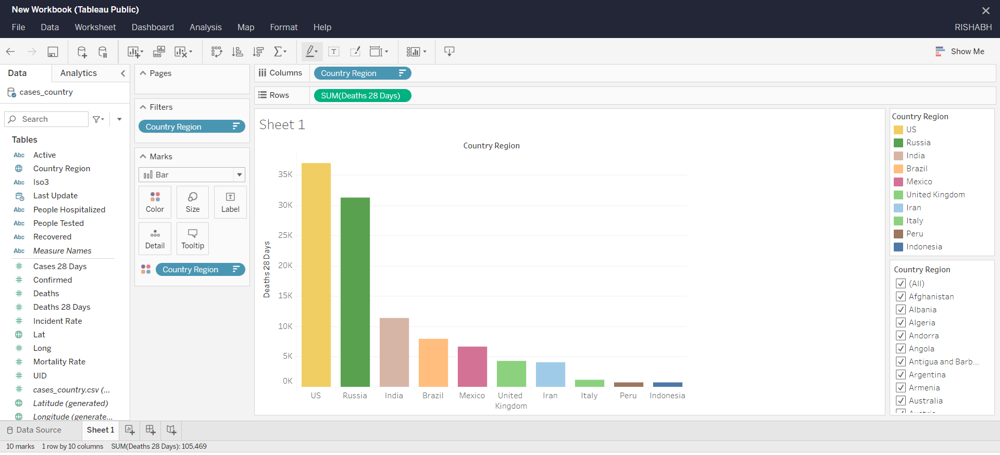 New Workbook (Tableau Public)
File Data Worksheet Dashboard Analysis Map Format Help RISHABH
Show Me
Data Analytics
cases_country
Search
Tables
Abc Active
Country Region
Abc Iso3
Last Update
Abc People Hospitalized
Abc People Tested
Abc Recovered
Abc Measure Names
Cases 28 Days
Confirmed
Deaths
Deaths 28 Days
Incident Rate
Lat
Long
Mortality Rate
UID
cases_country.csv (...
Latitude (generated)
Longitude (generate...
Pages
Filters
Country Region
Marks
Bar
Color Size Label
Detail Tooltip
Country Region
Columns Country Region
Rows SUM(Deaths 28 Days)
Sheet 1
Country Region
Deaths 28 Days
35K
30K
25K
20K
15K
10K
5K
0K
US Russia India Brazil Mexico United Kingdom Iran Italy Peru Indonesia
Country Region
US
Russia
India
Brazil
Mexico
United Kingdom
Iran
Italy
Peru
Indonesia
Country Region
(All)
Afghanistan
Albania
Algeria
Andorra
Angola
Antigua and Barb...
Argentina
Armenia
Australia
Austria
Data Source Sheet 1
10 marks 1 row by 10 columns SUM(Deaths 28 Days): 105,469